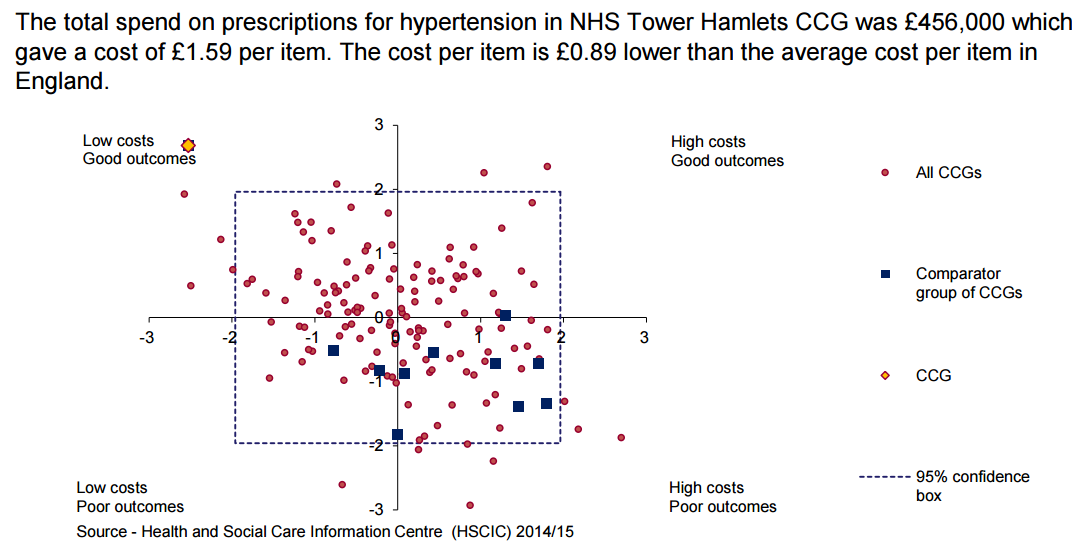 The total spend on prescriptions for hypertension in NHS Tower Hamlets CCG was £456,000 which
gave a cost of £1.59 per item. The cost per item is £0.89 lower than the average cost per item in
England.
Low costs
Good outcomes
High costs
Good outcomes
3
2
1
0
-1
-2
-3
-3
-2
-1
0
1
2
3
All CCGs
Comparator
group of CCGs
CCG
95% confidence
box
Low costs
Poor outcomes
High costs
Poor outcomes
Source - Health and Social Care Information Centre (HSCIC) 2014/15